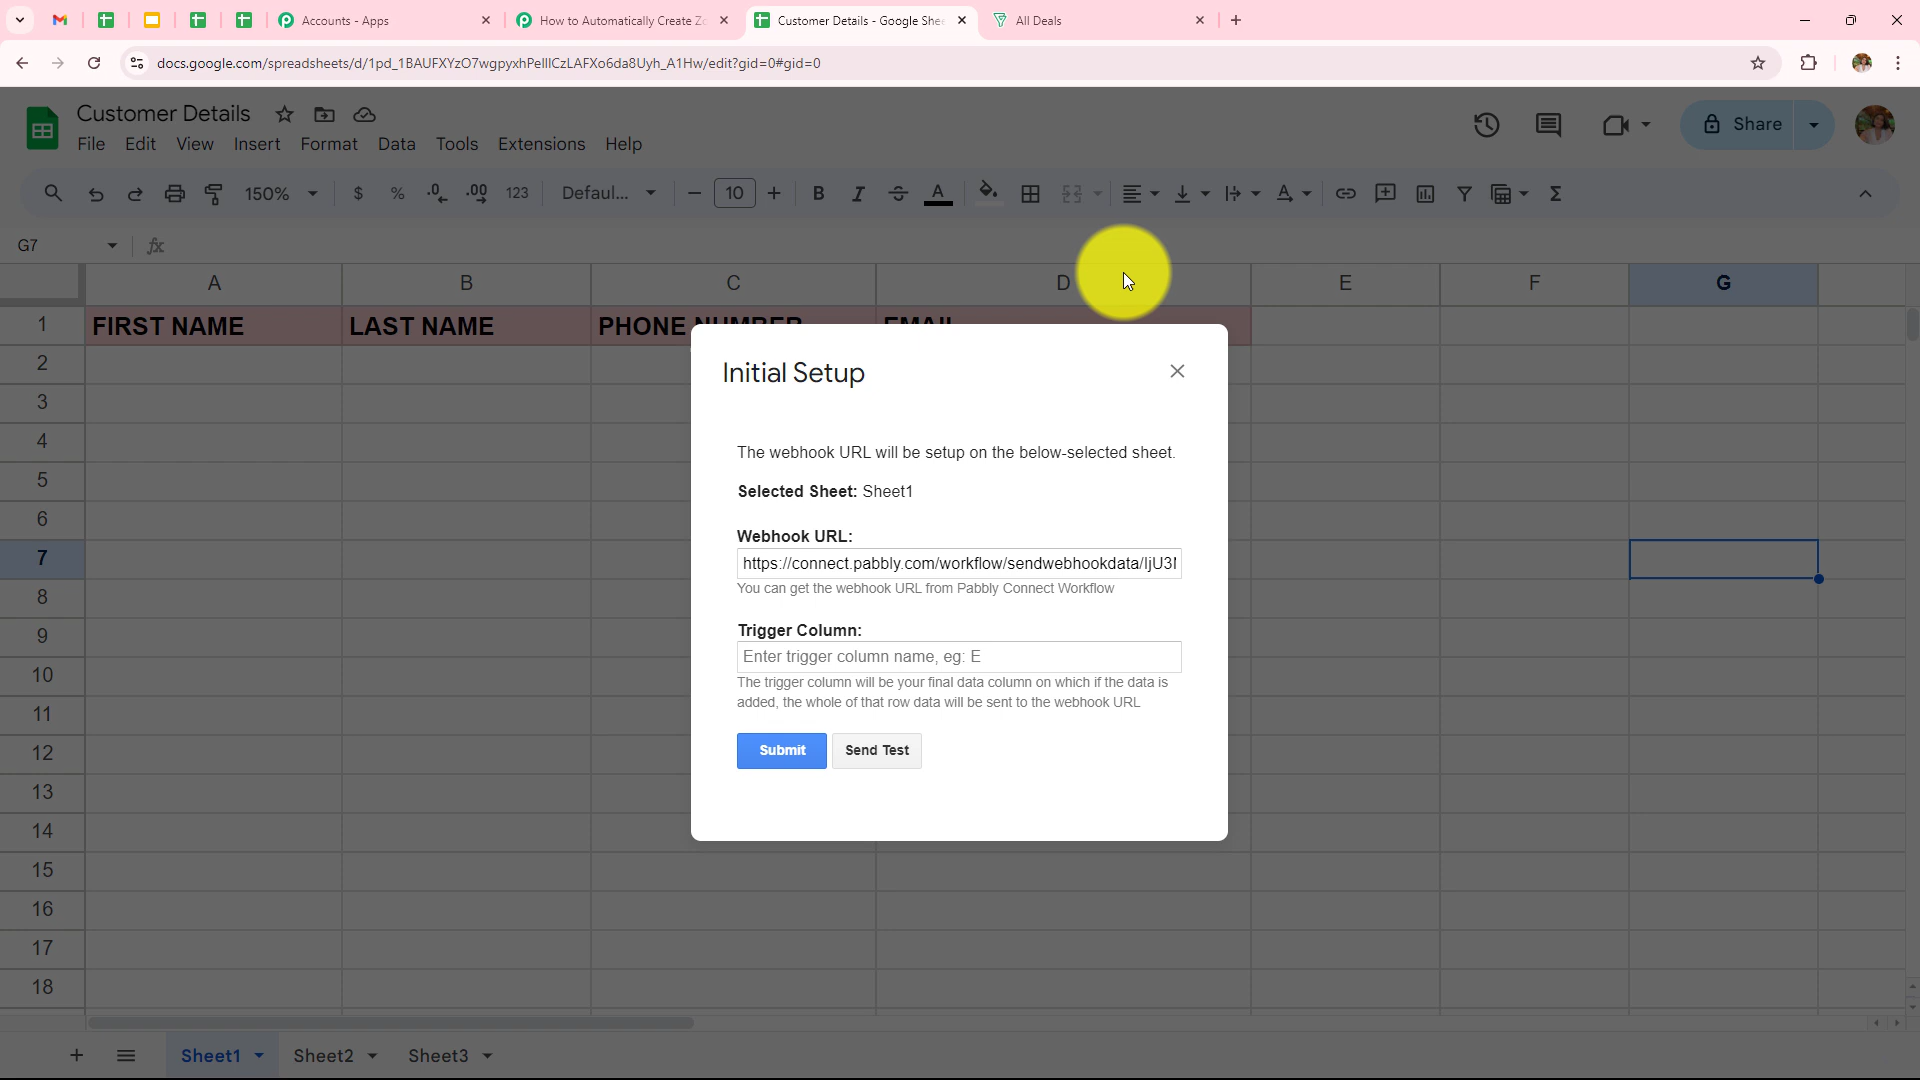 Accounts - Apps
How to Automatically Create Zo
Customer Details - Google She
All Deals
docs.google.com/spreadsheets/d/1pd_1BAUFXYzO7wgpyxhPelllCzLAFXo6da8Uyh_A1Hw/edit?gid=0#gid=0
Customer Details
File Edit View Insert Format Data Tools Extensions Help
Share
150% $ % .0 .00 123 Defaul... 10 B I A
G7
A B C D E F G
1 FIRST NAME LAST NAME PHONE NUMBER EMAIL
2
3
4
5
6
7
8
9
10
11
12
13
14
15
16
17
18
Initial Setup
The webhook URL will be setup on the below-selected sheet.
Selected Sheet: Sheet1
Webhook URL:
https://connect.pabbly.com/workflow/sendwebhookdata/IjU3I
You can get the webhook URL from Pabbly Connect Workflow
Trigger Column:
Enter trigger column name, eg: E
The trigger column will be your final data column on which if the data is
added, the whole of that row data will be sent to the webhook URL
Submit Send Test
Sheet1 Sheet2 Sheet3